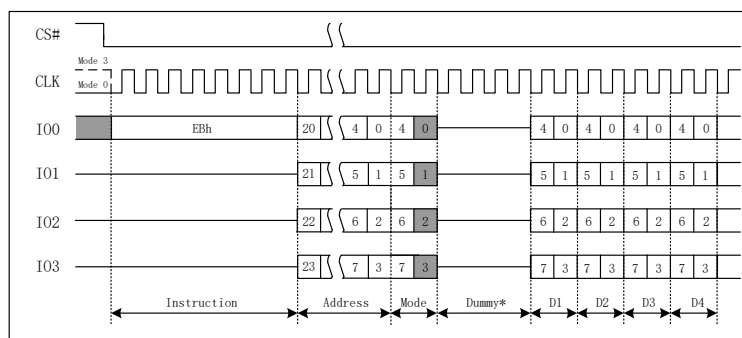 CS#
Mode 3
CLK
Mode 0
IO0 EBh 20 4 0 4 0 4 0 4 0 4 0 4 0
IO1 21 5 1 5 1 5 1 5 1 5 1 5 1
IO2 22 6 2 6 2 6 2 6 2 6 2 6 2
IO3 23 7 3 7 3 7 3 7 3 7 3 7 3
Instruction Address Mode Dummy* D1 D2 D3 D4